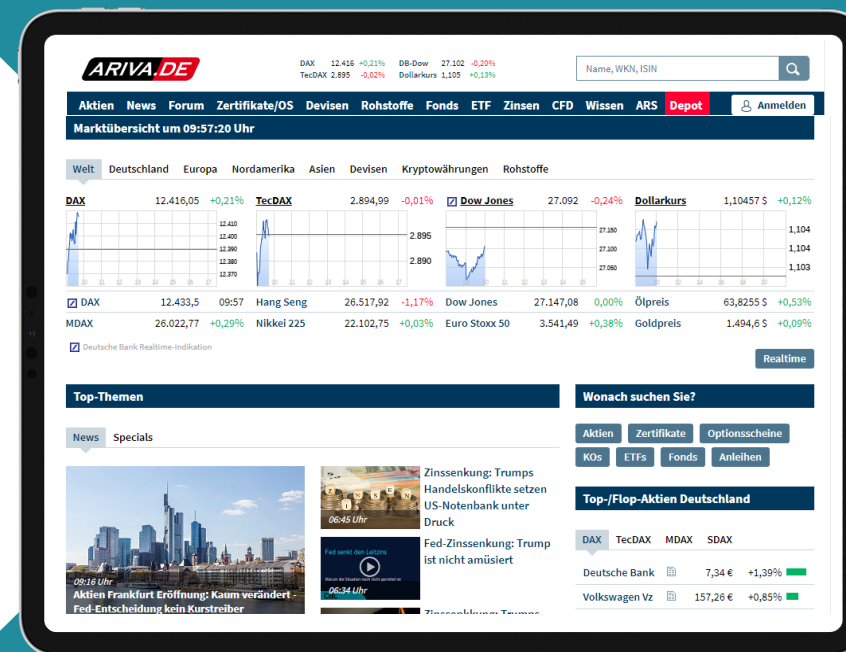 ARIVA.DE
DAX 12.416 +0,21% DB-Dow 27.102 -0,20%
TecDAX 2.895 -0,02% Dollarkurs 1,105 +0,13%
Name, WKN, ISIN
Aktien News Forum Zertifikate/OS Devisen Rohstoffe Fonds ETF Zinsen CFD Wissen ARS Depot Anmelden
Marktübersicht um 09:57:20 Uhr
Welt Deutschland Europa Nordamerika Asien Devisen Kryptowährungen Rohstoffe
DAX 12.416,05 +0,21% TecDAX 2.894,99 -0,01% Dow Jones 27.092 -0,24% Dollarkurs 1,10457 $ +0,12%
12.410
12.400
12.390
12.380
12.370
2.895
2.890
27.150
27.100
27.050
1,104
1,104
1,103
DAX 12.433,5 09:57 Hang Seng 26.517,92 -1,17% Dow Jones 27.147,08 0,00% Ölpreis 63,8255 $ +0,53%
MDAX 26.022,77 +0,29% Nikkei 225 22.102,75 +0,03% Euro Stoxx 50 3.541,49 +0,38% Goldpreis 1.494,6 $ +0,09%
Deutsche Bank Realtime-Indikation
Realtime
Top-Themen
News Specials
09:16 Uhr
Aktien Frankfurt Eröffnung: Kaum verändert -
Fed-Entscheidung kein Kurstreiber
ZINSEN
06:45 Uhr
Zinssenkung: Trumps
Handelskonflikte setzen
US-Notenbank unter
Druck
Fed senkt den Leitzins
06:34 Uhr
Fed-Zinssenkung: Trump
ist nicht amüsiert
Wonach suchen Sie?
Aktien Zertifikate Optionsscheine
KOs ETFs Fonds Anleihen
Top-/Flop-Aktien Deutschland
DAX TecDAX MDAX SDAX
Deutsche Bank 7,34 € +1,39%
Volkswagen Vz 157,26 € +0,85%